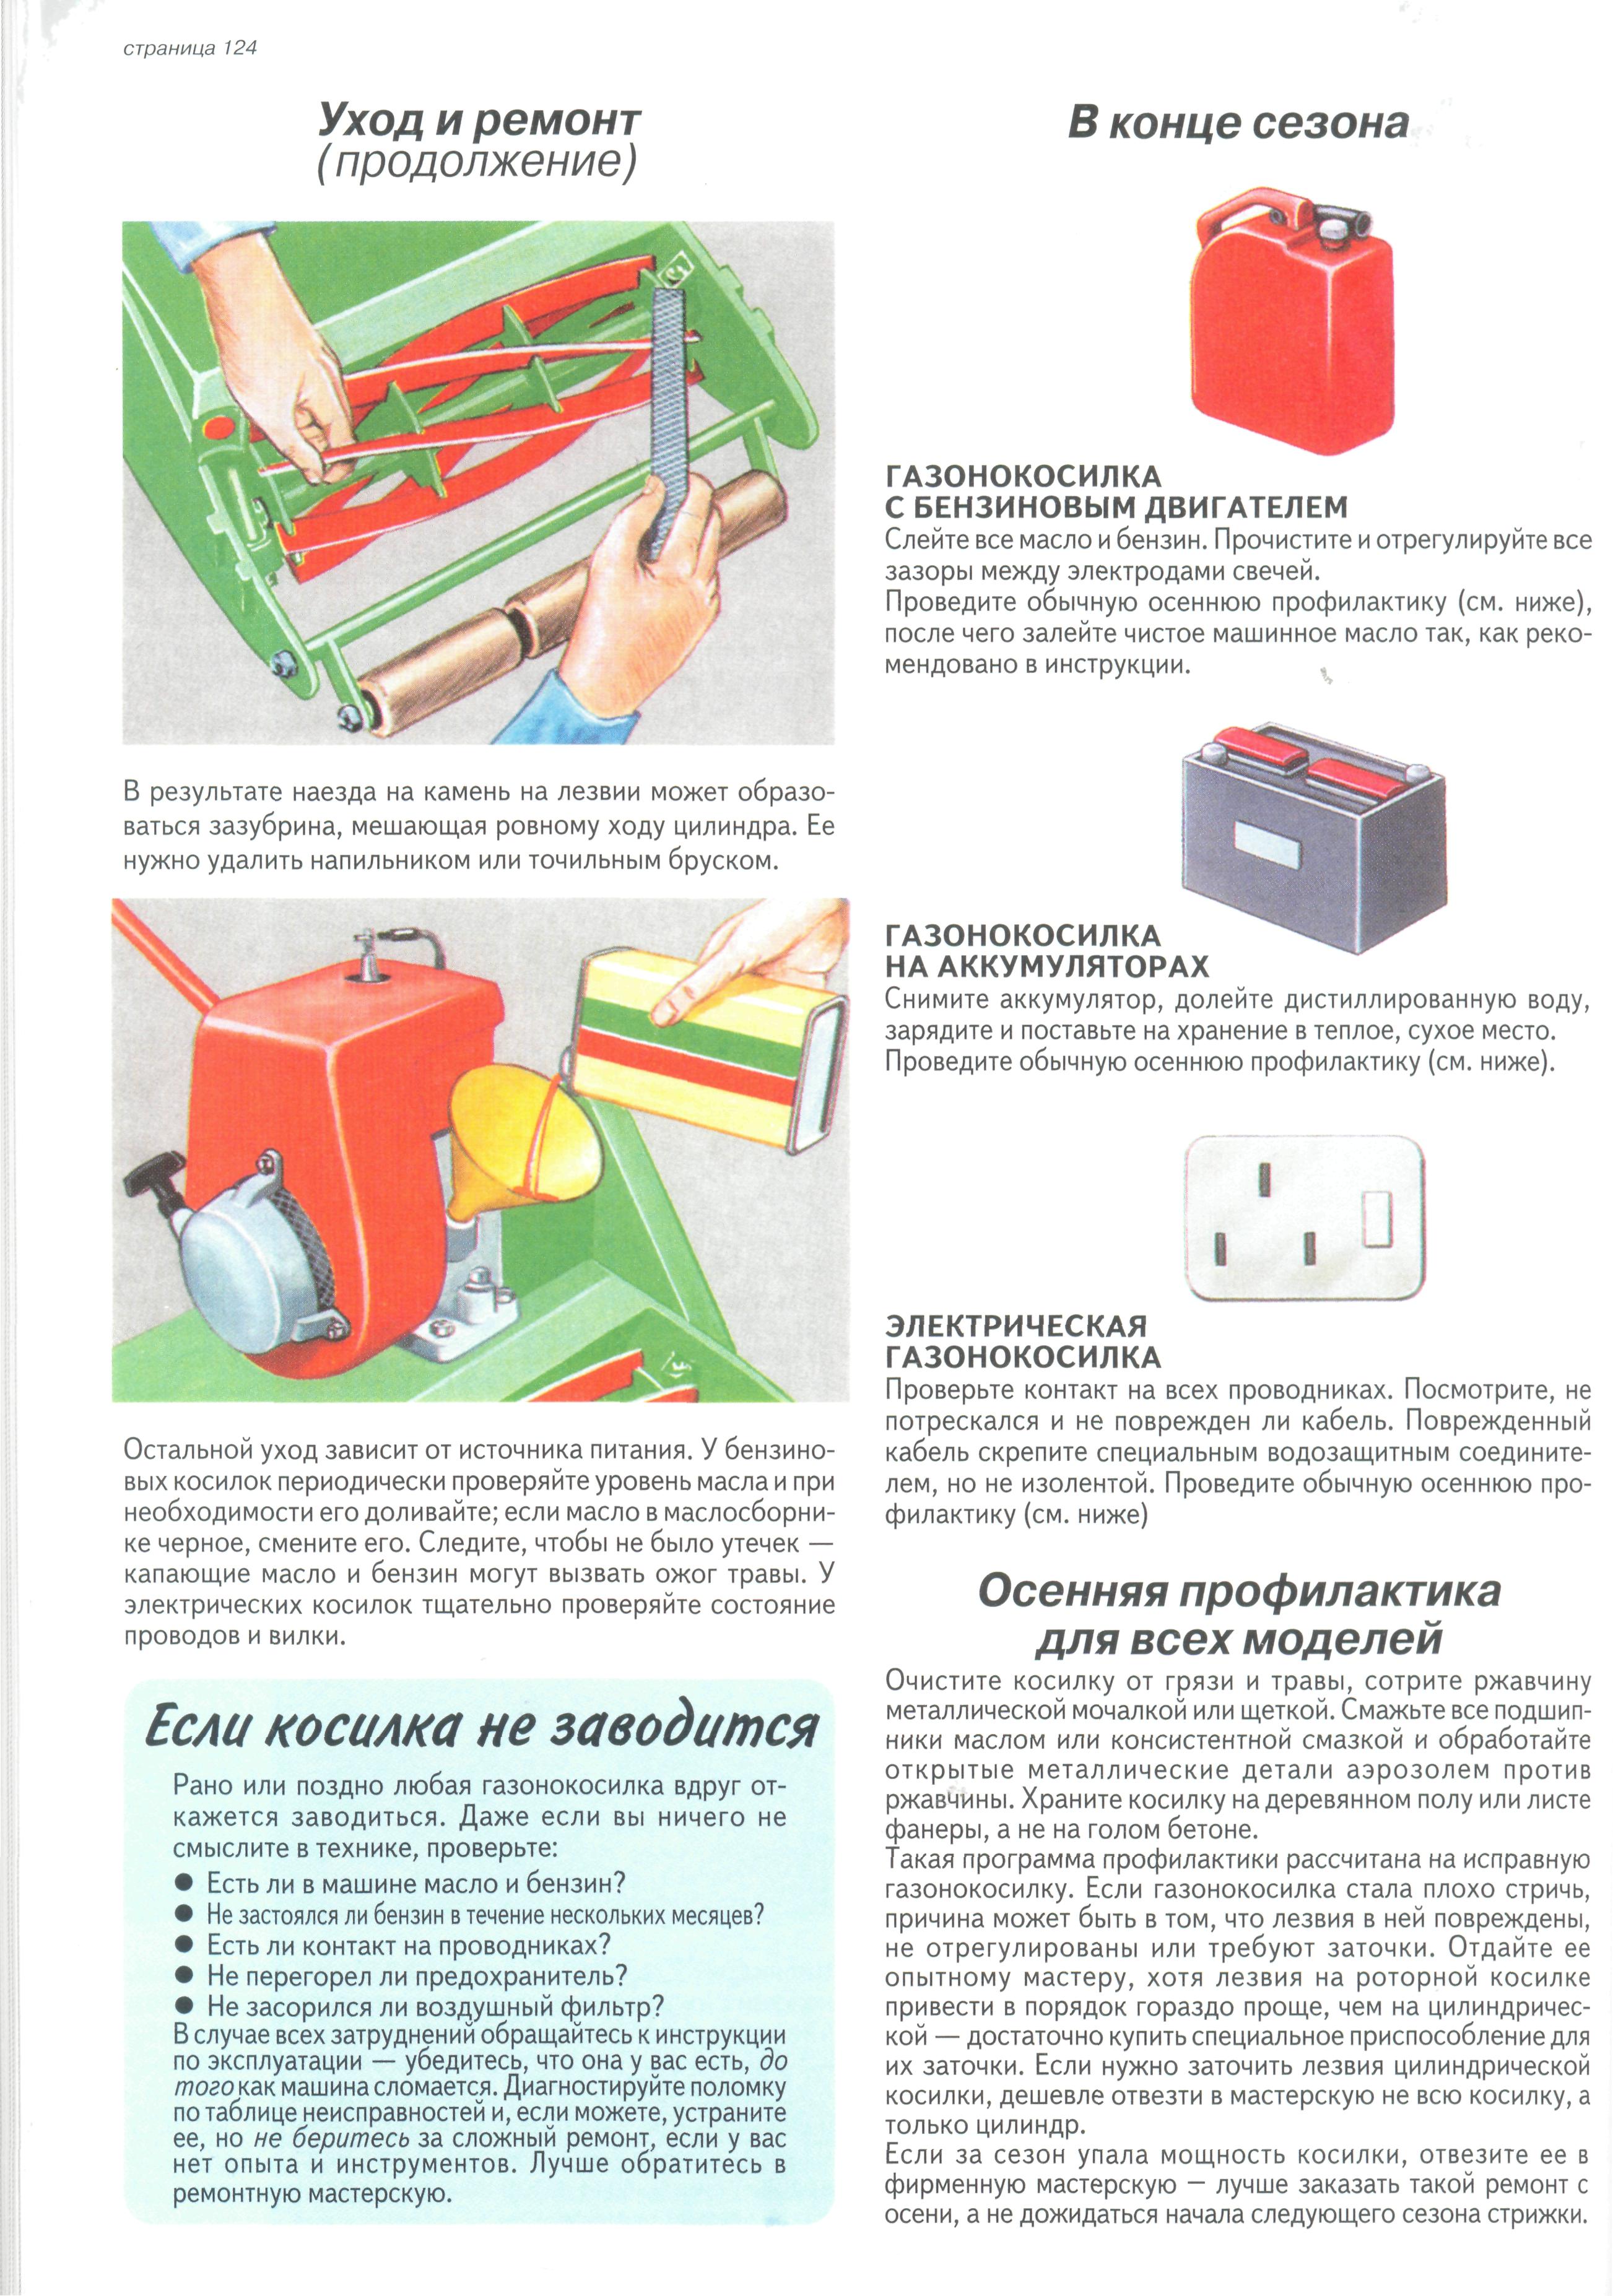 страница 124
Уход и ремонт
(продолжение)
В результате наезда на камень на лезвии может образо-
ваться зазубрина, мешающая ровному ходу цилиндра. Ее
нужно удалить напильником или точильным бруском.
Остальной уход зависит от источника питания. У бензино-
вых косилок периодически проверяйте уровень масла и при
необходимости его доливайте; если масло в маслосборни-
ке черное, смените его. Следите, чтобы не было утечек —
капающие масло и бензин могут вызвать ожог травы. У
электрических косилок тщательно проверяйте состояние
проводов и вилки.
Если косилка не заводится
Рано или поздно любая газонокосилка вдруг от-
кажется заводиться. Даже если вы ничего не
смыслите в технике, проверьте:
● Есть ли в машине масло и бензин?
● Не застоялся ли бензин в течение нескольких месяцев?
● Есть ли контакт на проводниках?
● Не перегорел ли предохранитель?
● Не засорился ли воздушный фильтр?
В случае всех затруднений обращайтесь к инструкции
по эксплуатации — убедитесь, что она у вас есть, до
того как машина сломается. Диагностируйте поломку
по таблице неисправностей и, если можете, устраните
ее, но не беритесь за сложный ремонт, если у вас
нет опыта и инструментов. Лучше обратитесь в
ремонтную мастерскую.
В конце сезона
ГАЗОНОКОСИЛКА
С БЕНЗИНОВЫМ ДВИГАТЕЛЕМ
Слейте все масло и бензин. Прочистите и отрегулируйте все
зазоры между электродами свечей.
Проведите обычную осеннюю профилактику (см. ниже),
после чего залейте чистое машинное масло так, как реко-
мендовано в инструкции.
ГАЗОНОКОСИЛКА
НА АККУМУЛЯТОРАХ
Снимите аккумулятор, долейте дистиллированную воду,
зарядите и поставьте на хранение в теплое, сухое место.
Проведите обычную осеннюю профилактику (см. ниже).
ЭЛЕКТРИЧЕСКАЯ
ГАЗОНОКОСИЛКА
Проверьте контакт на всех проводниках. Посмотрите, не
потрескался и не поврежден ли кабель. Поврежденный
кабель скрепите специальным водозащитным соедините-
лем, но не изолентой. Проведите обычную осеннюю про-
филактику (см. ниже)
Осенняя профилактика
для всех моделей
Очистите косилку от грязи и травы, сотрите ржавчину
металлической мочалкой или щеткой. Смажьте все подшип-
ники маслом или консистентной смазкой и обработайте
открытые металлические детали аэрозолем против
ржавчины. Храните косилку на деревянном полу или листе
фанеры, а не на голом бетоне.
Такая программа профилактики рассчитана на исправную
газонокосилку. Если газонокосилка стала плохо стричь,
причина может быть в том, что лезвия в ней повреждены,
не отрегулированы или требуют заточки. Отдайте ее
опытному мастеру, хотя лезвия на роторной косилке
привести в порядок гораздо проще, чем на цилиндричес-
кой — достаточно купить специальное приспособление для
их заточки. Если нужно заточить лезвия цилиндрической
косилки, дешевле отвезти в мастерскую не всю косилку, а
только цилиндр.
Если за сезон упала мощность косилки, отвезите ее в
фирменную мастерскую — лучше заказать такой ремонт с
осени, а не дожидаться начала следующего сезона стрижки.